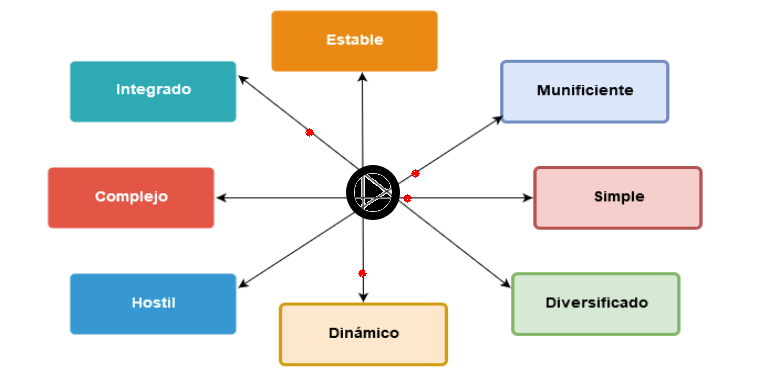 Estable
Integrado
Munificiente
Complejo
Simple
Hostil
Diversificado
Dinámico